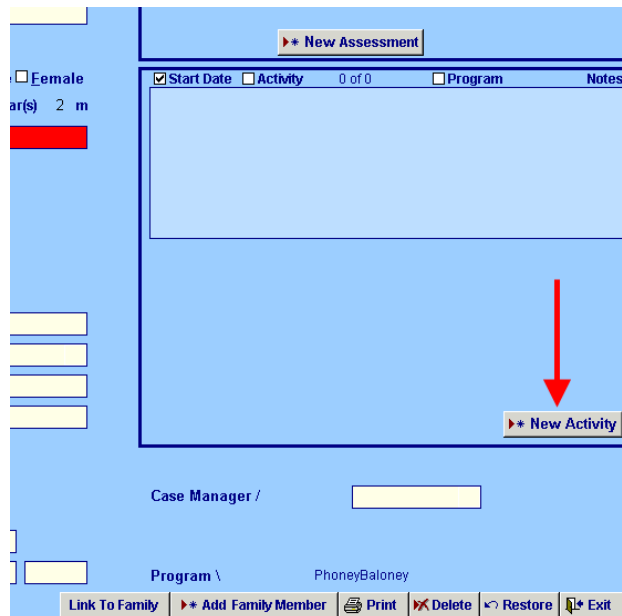 New Assessment
Female
Start Date Activity 0 of 0 Program Notes
ar(s) 2 m
New Activity
Case Manager /
Program \ PhoneyBaloney
Link To Family Add Family Member Print Delete Restore Exit